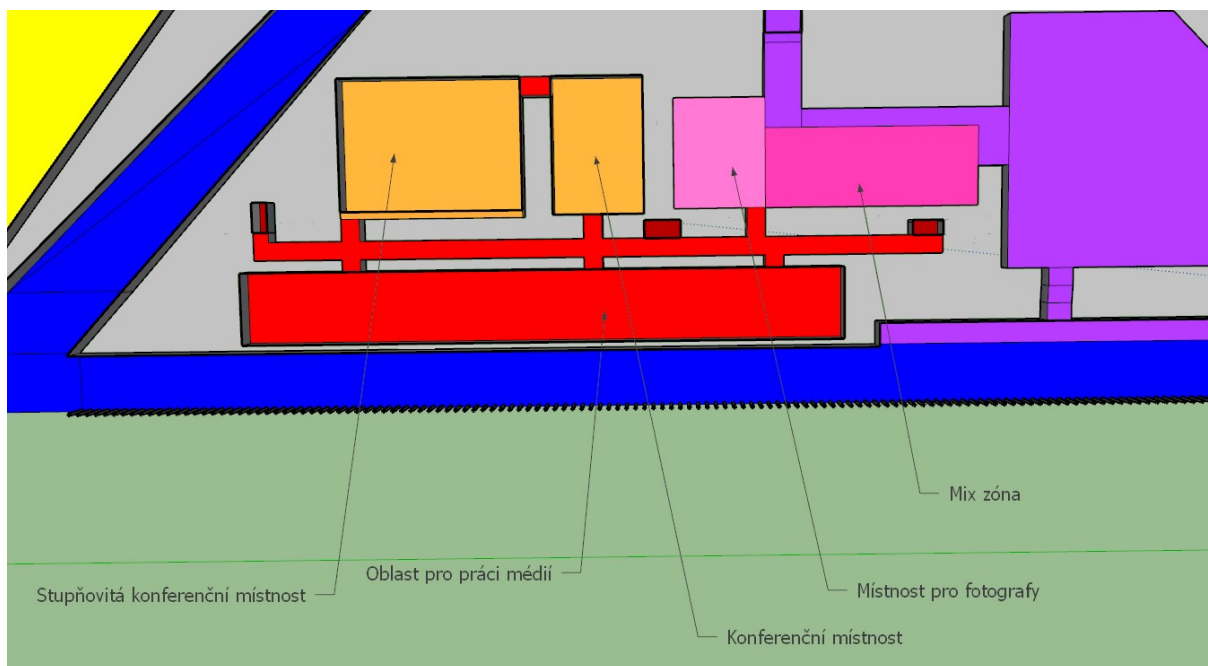 Mix zóna
Oblast pro práci médií
Místnost pro fotografy
Stupňovitá konferenční místnost
Konferenční místnost